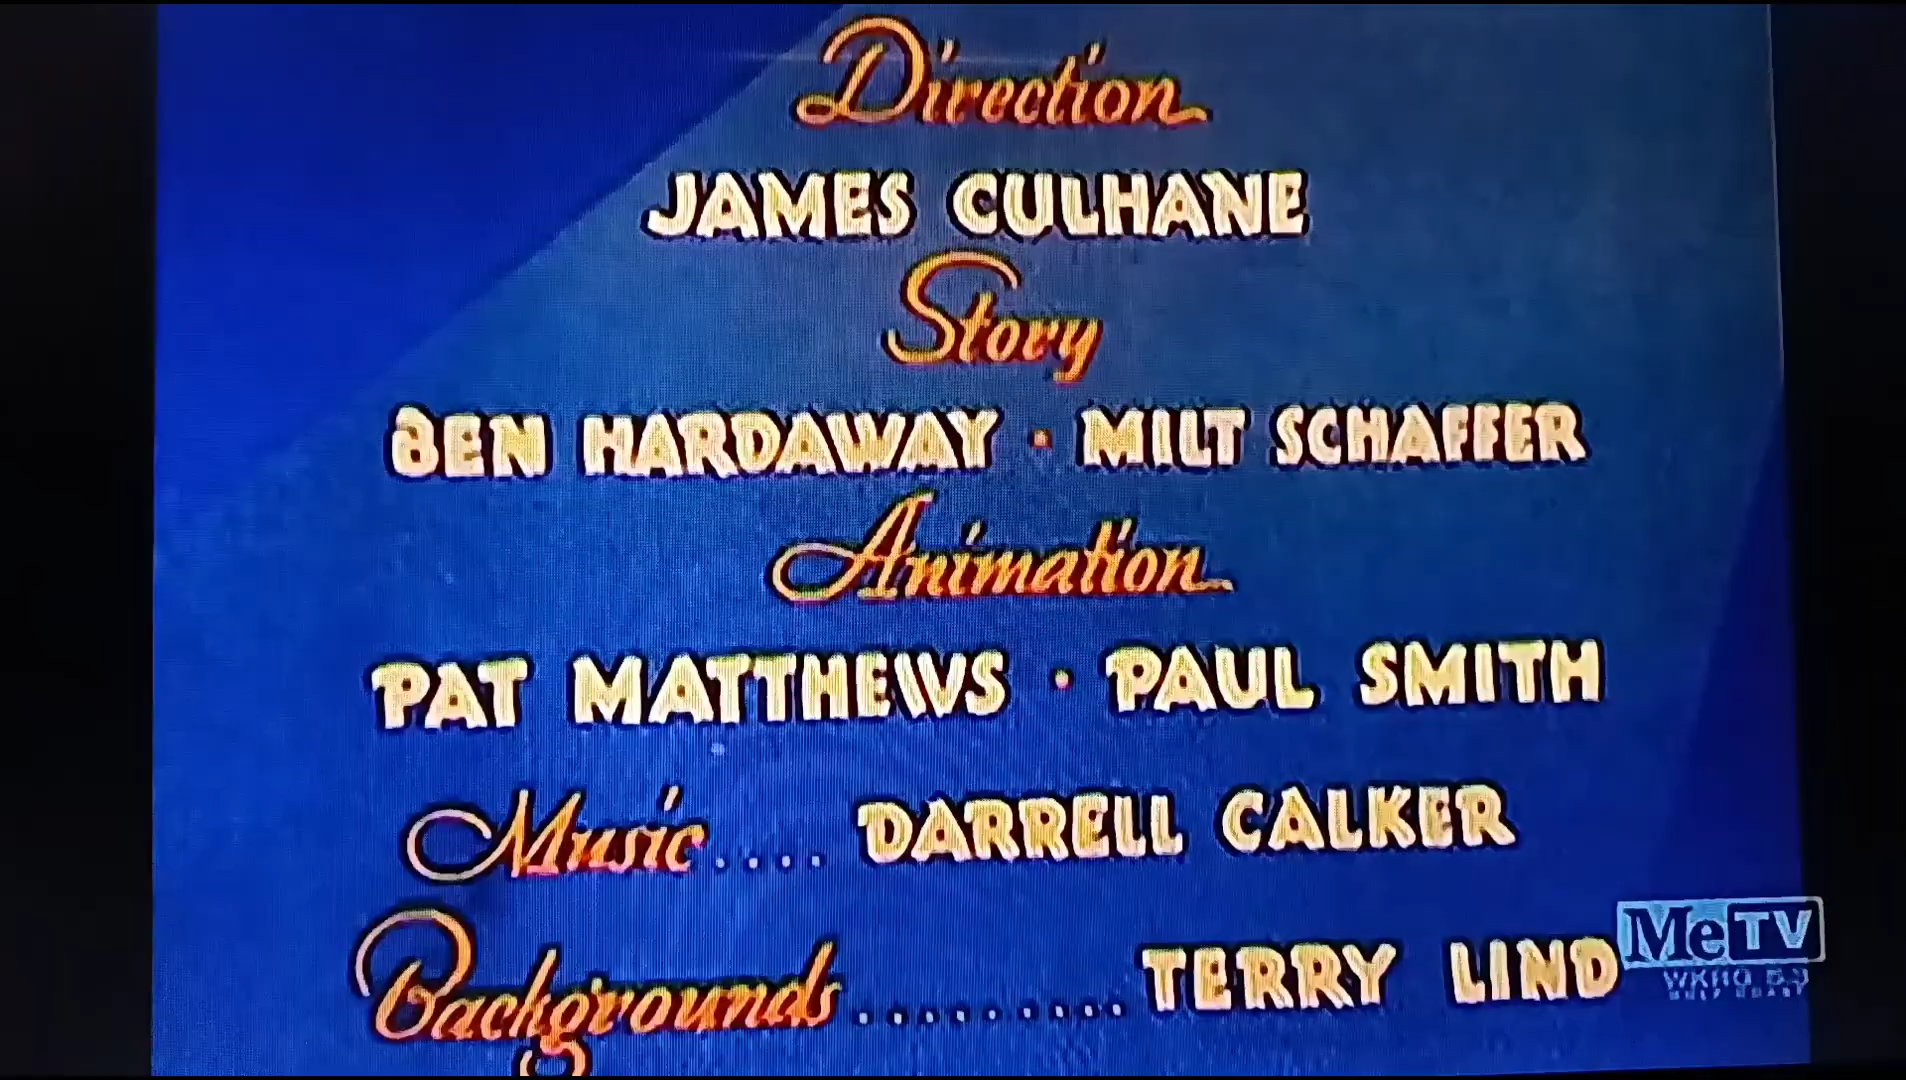 Direction
JAMES CULHANE
Story
BEN HARDAWAY · MILT SCHAFFER
Animation
PAT MATTHEWS · PAUL SMITH
Music.... DARRELL CALKER
Backgrounds......... TERRY LIND
MeTV